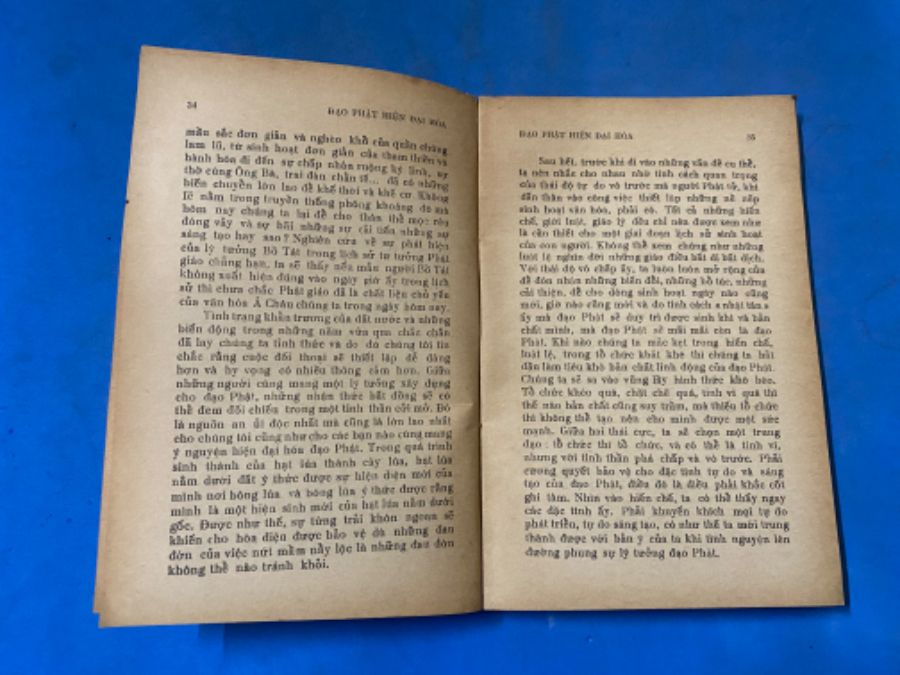 34
ĐẠO PHẬT HIỆN ĐẠI HÓA
mầu sắc đơn giản và nghèo khổ của quần chúng
lam lũ, từ sinh hoạt đơn giản của tham thiền và
hành hóa đi đến sự chấp nhửn ruộng ký linh, sự
thờ cúng Ông Bà, trai đàn chẩn tế... đã có những
biến chuyển lớn lao để khế thời và khế cơ. Không
lẽ nằm trong truyền thống phóng khoáng đó mà
hôm nay chúng ta lại để cho thân thể mọc rêu
đóng vảy và sợ hãi những sự cải tiến những sự
sáng tạo hay sao? Nghiên cứu về sự phát hiện
của lý tưởng Bồ Tát trong lịch sử tư tưởng Phật
giáo chẳng hạn, ta sẽ thấy nếu mẫu người Bồ Tát
không xuất hiện đúng vào ngày giờ ấy trong lịch
sử thì chưa chắc Phật giáo đã là chất liệu chủ yếu
của văn hóa Á Châu chúng ta trong ngày hôm nay.
Tình trạng khẩn trương của đất nước và những
biến động trong những năm vừa qua chắc chắn
đã lay chúng ta tỉnh thức và do đó chúng tôi tin
chắc rằng cuộc đối thoại sẽ thiết lập dễ dàng
hơn và hy vọng có nhiều thông cảm hơn. Giữa
những người cùng mang một lý tưởng xây dựng
cho đạo Phật, những nhận thức bất đồng sẽ có
thể đem đối chiếu trong một tinh thần cởi mở. Đó
là nguồn an ủi độc nhất mà cũng là lớn lao nhất
cho chúng tôi cũng như cho các bạn nào cùng mang
ý nguyện hiện đại hóa đạo Phật. Trong quá trình
sinh thành của hạt lúa thành cây lúa, hạt lúa
nằm dưới đất ý thức được sự hiện diện mới của
mình nơi bông lúa và bông lúa ý thức được rằng
mình là một hiện sinh mới của hạt lúa nằm dưới
gốc. Được như thế, sự từng trải khôn ngoan sẽ
khiến cho hòa điệu được bảo vệ dù những đau
đớn của việc nứt mầm nẩy lộc là những đau đớn
không thể nào tránh khỏi.
ĐẠO PHẬT HIỆN ĐẠI HÓA
35
Sau hết, trước khi đi vào những vấn đề cụ thể,
ta nên nhắc cho nhau nhớ tính cách quan trọng
của thái độ tự do vô trước mà người Phật tử, khi
dấn thân vào công việc thiết lập những nề nếp
sinh hoạt văn hóa, phải có. Tất cả những hiến
chế, giới luật, giáo lý đều chỉ nên được xem như
là cần thiết cho một giai đoạn lịch sử sinh hoạt
của con người. Không thể xem chúng như những
luật lệ nghìn đời những giáo điều bất di bất dịch.
Với thái độ vô chấp ấy, ta luôn luôn mở rộng cửa
để đón nhận những biến đổi, những bồ túc, những
cải thiện, để cho dòng sinh hoạt ngày nào cũng
mới, giờ nào cũng mới và do tính cách « nhật tân »
ấy mà đạo Phật sẽ duy trì được sinh khí và bản
chất mình, mà đạo Phật sẽ mãi mãi còn là đạo
Phật. Khi nào chúng ta mắc kẹt trong hiến chế,
luật lệ, trong tổ chức khắt khe thì chúng ta bắt
đần làm tiêu khô bản chất linh động của đạo Phật.
Chúng ta sẽ sa vào vũng lầy hình thức khô héo.
Tổ chức khéo quá, chặt chẽ quá, tinh vi quá thì
thế nào bản chất cũng suy trầm, mà thiếu tổ chức
thì không thể tạo nên cho mình được một sức
mạnh. Giữa hai thái cực, ta sẽ chọn một trung
đạo : tổ chức thì tổ chức, và có thể là tinh vi,
nhưng với tinh thần phá chấp và vô trước. Phải
cương quyết bảo vệ cho đặc tính tự do và sáng
tạo của đạo Phật, điều đó là điều phải khắc cốt
ghi tâm. Nhìn vào hiến chế, ta có thể thấy ngay
các đặc tính ấy. Phải khuyến khích mọi tự do
phát triển, tự do sáng tạo, có như thế ta mới trung
thành được với bản ý của ta khi tình nguyện lên
đường phụng sự lý tưởng đạo Phật.